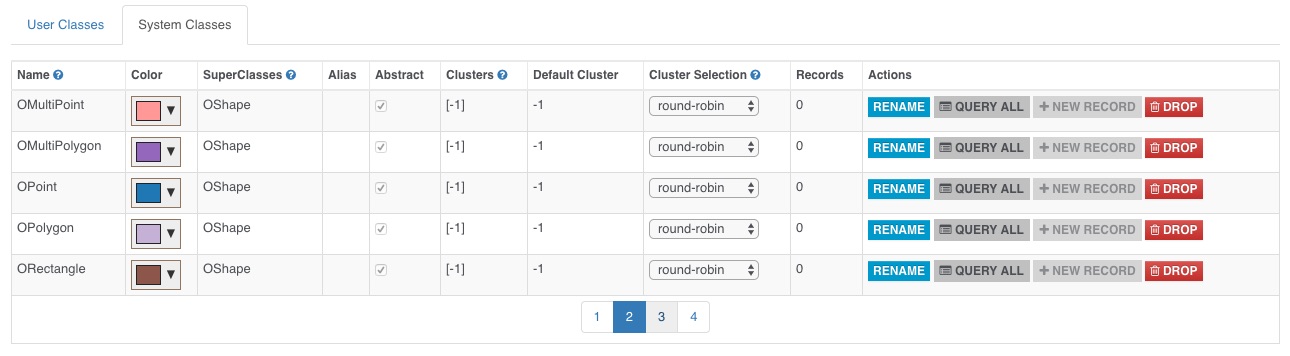 User Classes System Classes
Name Color SuperClasses Alias Abstract Clusters Default Cluster Cluster Selection Records Actions
OMultiPoint OShape [-1] -1 round-robin 0 RENAME QUERY ALL + NEW RECORD DROP
OMultiPolygon OShape [-1] -1 round-robin 0 RENAME QUERY ALL + NEW RECORD DROP
OPoint OShape [-1] -1 round-robin 0 RENAME QUERY ALL + NEW RECORD DROP
OPolygon OShape [-1] -1 round-robin 0 RENAME QUERY ALL + NEW RECORD DROP
ORectangle OShape [-1] -1 round-robin 0 RENAME QUERY ALL + NEW RECORD DROP
1 2 3 4